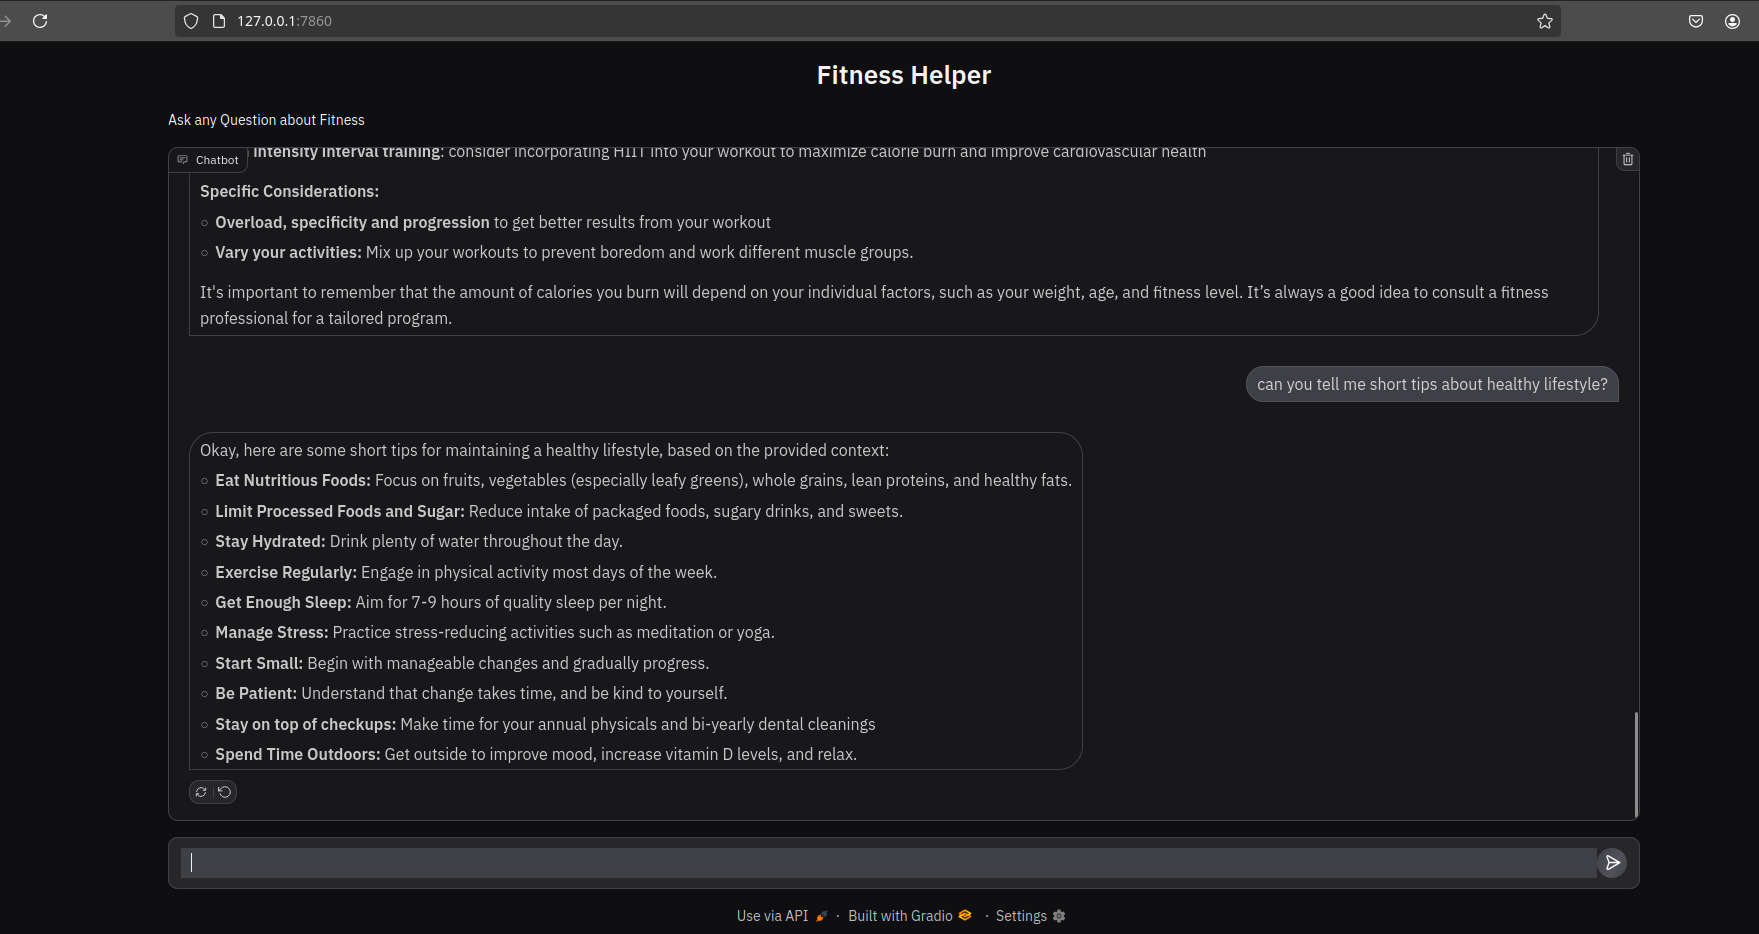 127.0.0.1:7860
Fitness Helper
Ask any Question about Fitness
Chatbot
intensity interval training: consider incorporating HIIT into your workout to maximize calorie burn and improve cardiovascular health
Specific Considerations:
Overload, specificity and progression to get better results from your workout
Vary your activities: Mix up your workouts to prevent boredom and work different muscle groups.
It's important to remember that the amount of calories you burn will depend on your individual factors, such as your weight, age, and fitness level. It’s always a good idea to consult a fitness
professional for a tailored program.
can you tell me short tips about healthy lifestyle?
Okay, here are some short tips for maintaining a healthy lifestyle, based on the provided context:
Eat Nutritious Foods: Focus on fruits, vegetables (especially leafy greens), whole grains, lean proteins, and healthy fats.
Limit Processed Foods and Sugar: Reduce intake of packaged foods, sugary drinks, and sweets.
Stay Hydrated: Drink plenty of water throughout the day.
Exercise Regularly: Engage in physical activity most days of the week.
Get Enough Sleep: Aim for 7-9 hours of quality sleep per night.
Manage Stress: Practice stress-reducing activities such as meditation or yoga.
Start Small: Begin with manageable changes and gradually progress.
Be Patient: Understand that change takes time, and be kind to yourself.
Stay on top of checkups: Make time for your annual physicals and bi-yearly dental cleanings
Spend Time Outdoors: Get outside to improve mood, increase vitamin D levels, and relax.
Use via API · Built with Gradio · Settings